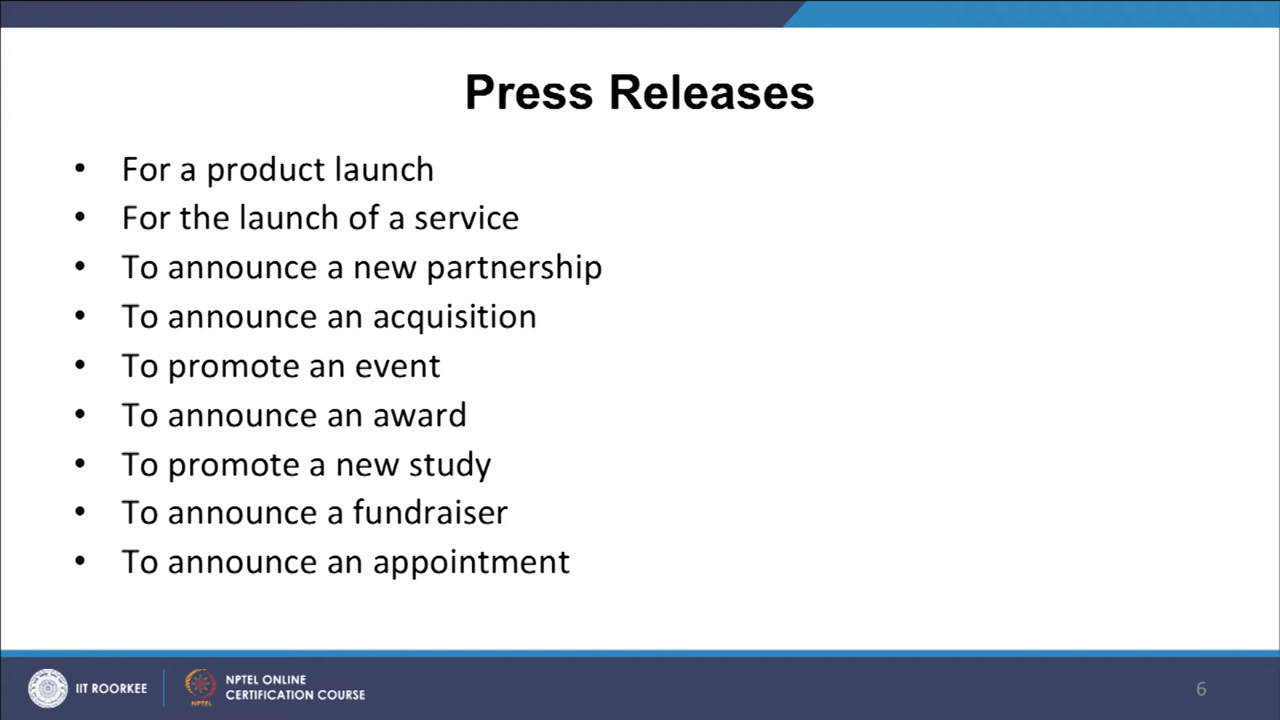 Press Releases
• For a product launch
• For the launch of a service
• To announce a new partnership
• To announce an acquisition
• To promote an event
• To announce an award
• To promote a new study
• To announce a fundraiser
• To announce an appointment
IIT ROORKEE
NPTEL ONLINE
CERTIFICATION COURSE
NPTEL
6